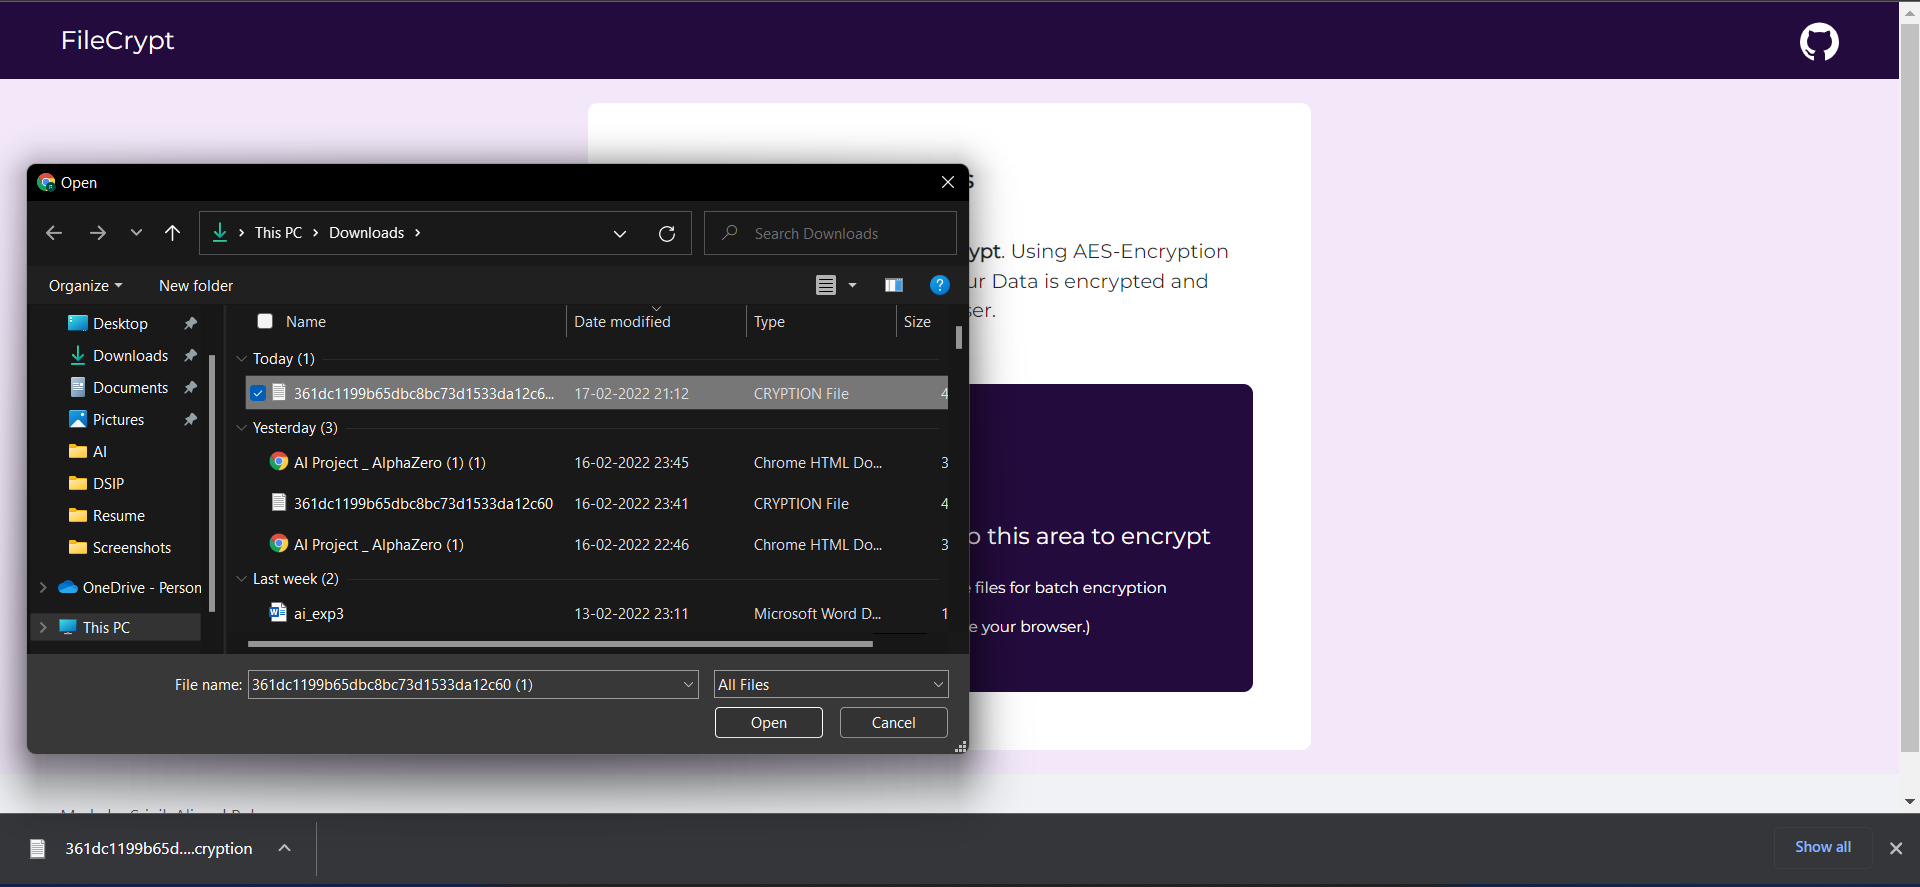 FileCrypt
Open
This PC
Downloads
Search Downloads
Organize
New folder
?
Desktop
Downloads
Documents
Pictures
AI
DSIP
Resume
Screenshots
OneDrive - Person
This PC
Name Date modified Type Size
Today (1)
361dc1199b65dbc8bc73d1533da12c6... 17-02-2022 21:12 CRYPTION File 4
Yesterday (3)
AI Project _ AlphaZero (1) (1) 16-02-2022 23:45 Chrome HTML Do... 3
361dc1199b65dbc8bc73d1533da12c60 16-02-2022 23:41 CRYPTION File 4
AI Project _ AlphaZero (1) 16-02-2022 22:46 Chrome HTML Do... 3
Last week (2)
ai_exp3 13-02-2022 23:11 Microsoft Word D... 1
File name: 361dc1199b65dbc8bc73d1533da12c60 (1) All Files
Open Cancel
s
ypt. Using AES-Encryption
ur Data is encrypted and
ser.
o this area to encrypt
files for batch encryption
e your browser.)
361dc1199b65d....cryption
Show all